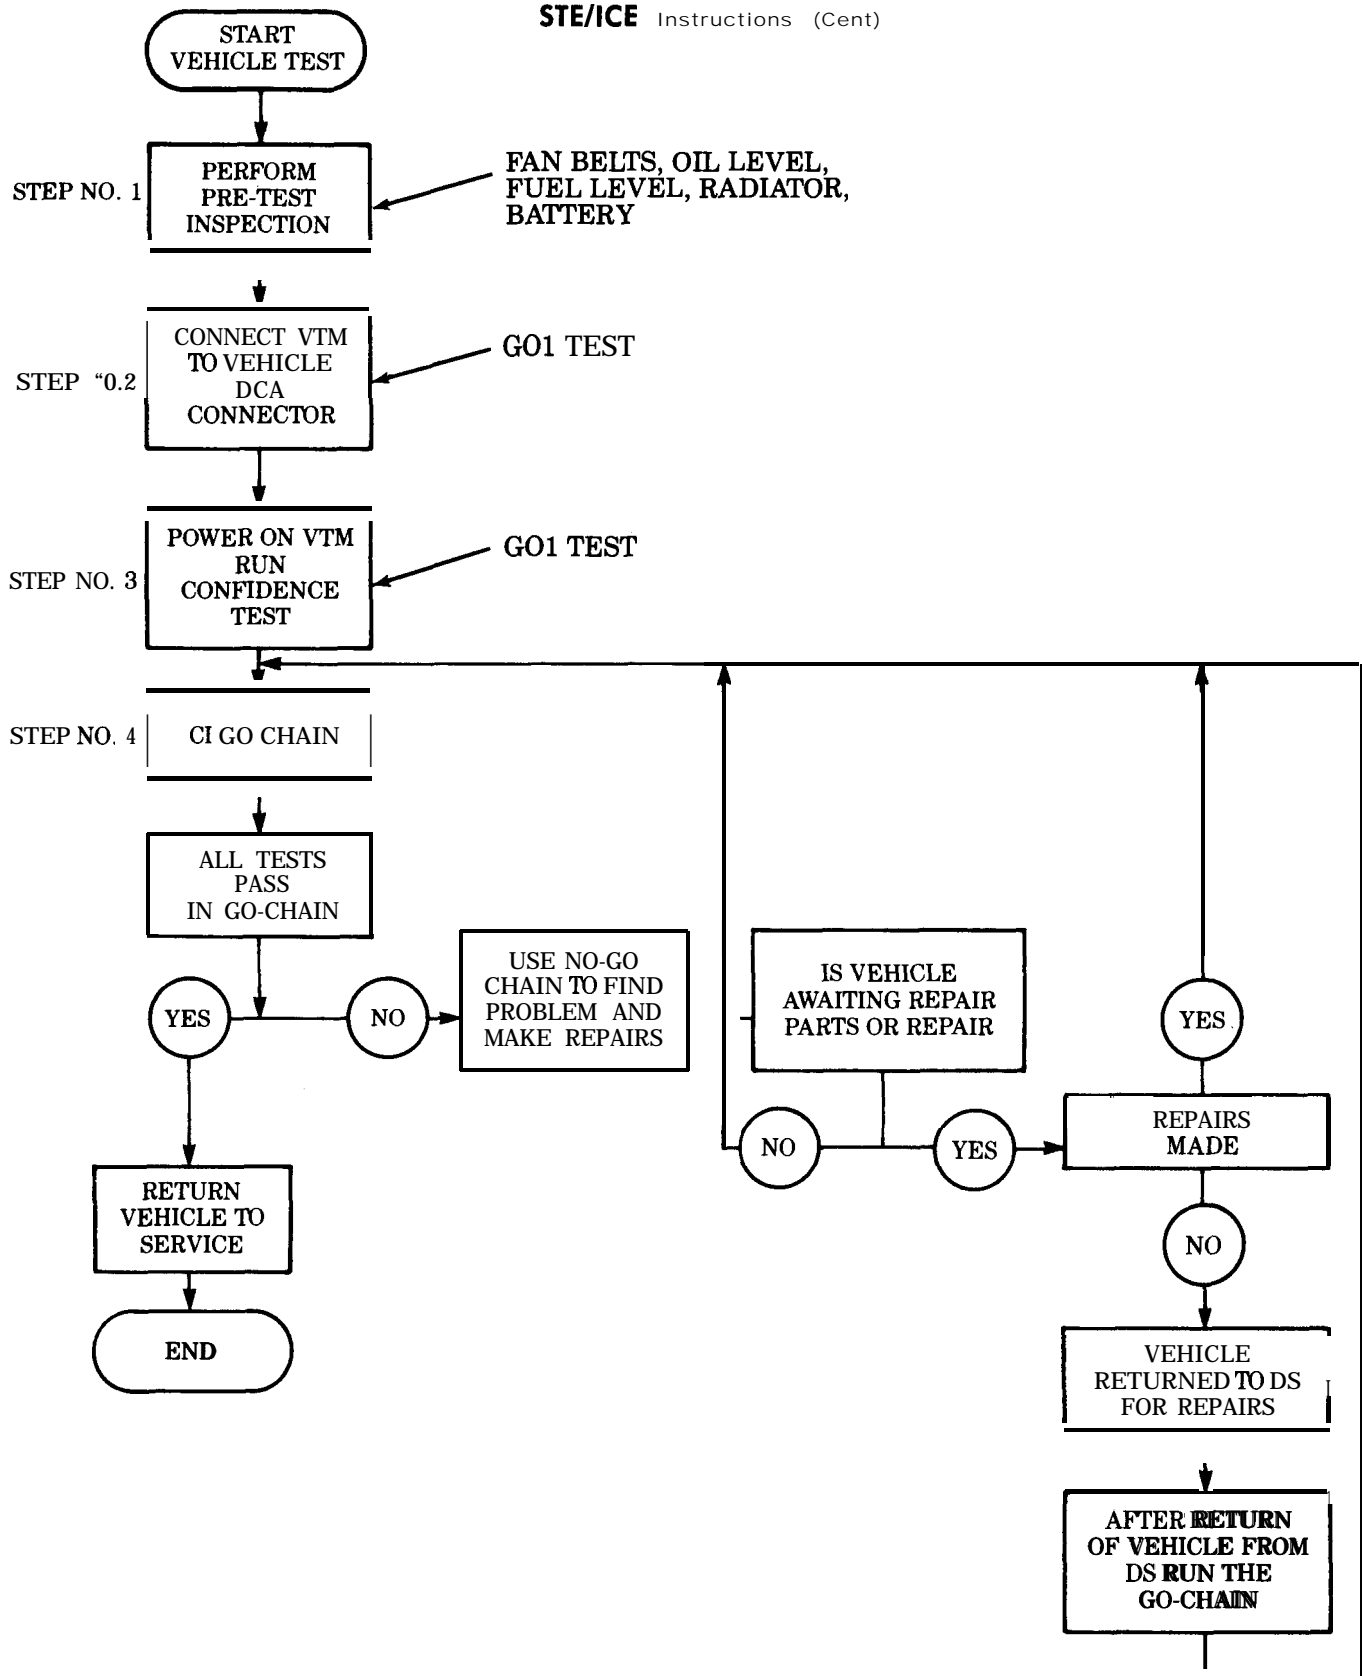 STE/ICE Instructions (Cent)
START
VEHICLE TEST
STEP NO. 1
PERFORM
PRE-TEST
INSPECTION
FAN BELTS, OIL LEVEL,
FUEL LEVEL, RADIATOR,
BATTERY
STEP “0.2
CONNECT VTM
TO VEHICLE
DCA
CONNECTOR
GO1 TEST
STEP NO. 3
POWER ON VTM
RUN
CONFIDENCE
TEST
GO1 TEST
STEP NO. 4
CI GO CHAIN
ALL TESTS
PASS
IN GO-CHAIN
YES
NO
USE NO-GO
CHAIN TO FIND
PROBLEM AND
MAKE REPAIRS
IS VEHICLE
AWAITING REPAIR
PARTS OR REPAIR
NO
YES
YES
REPAIRS
MADE
NO
RETURN
VEHICLE TO
SERVICE
END
VEHICLE
RETURNED TO DS
FOR REPAIRS
AFTER RETURN
OF VEHICLE FROM
DS RUN THE
GO-CHAIN